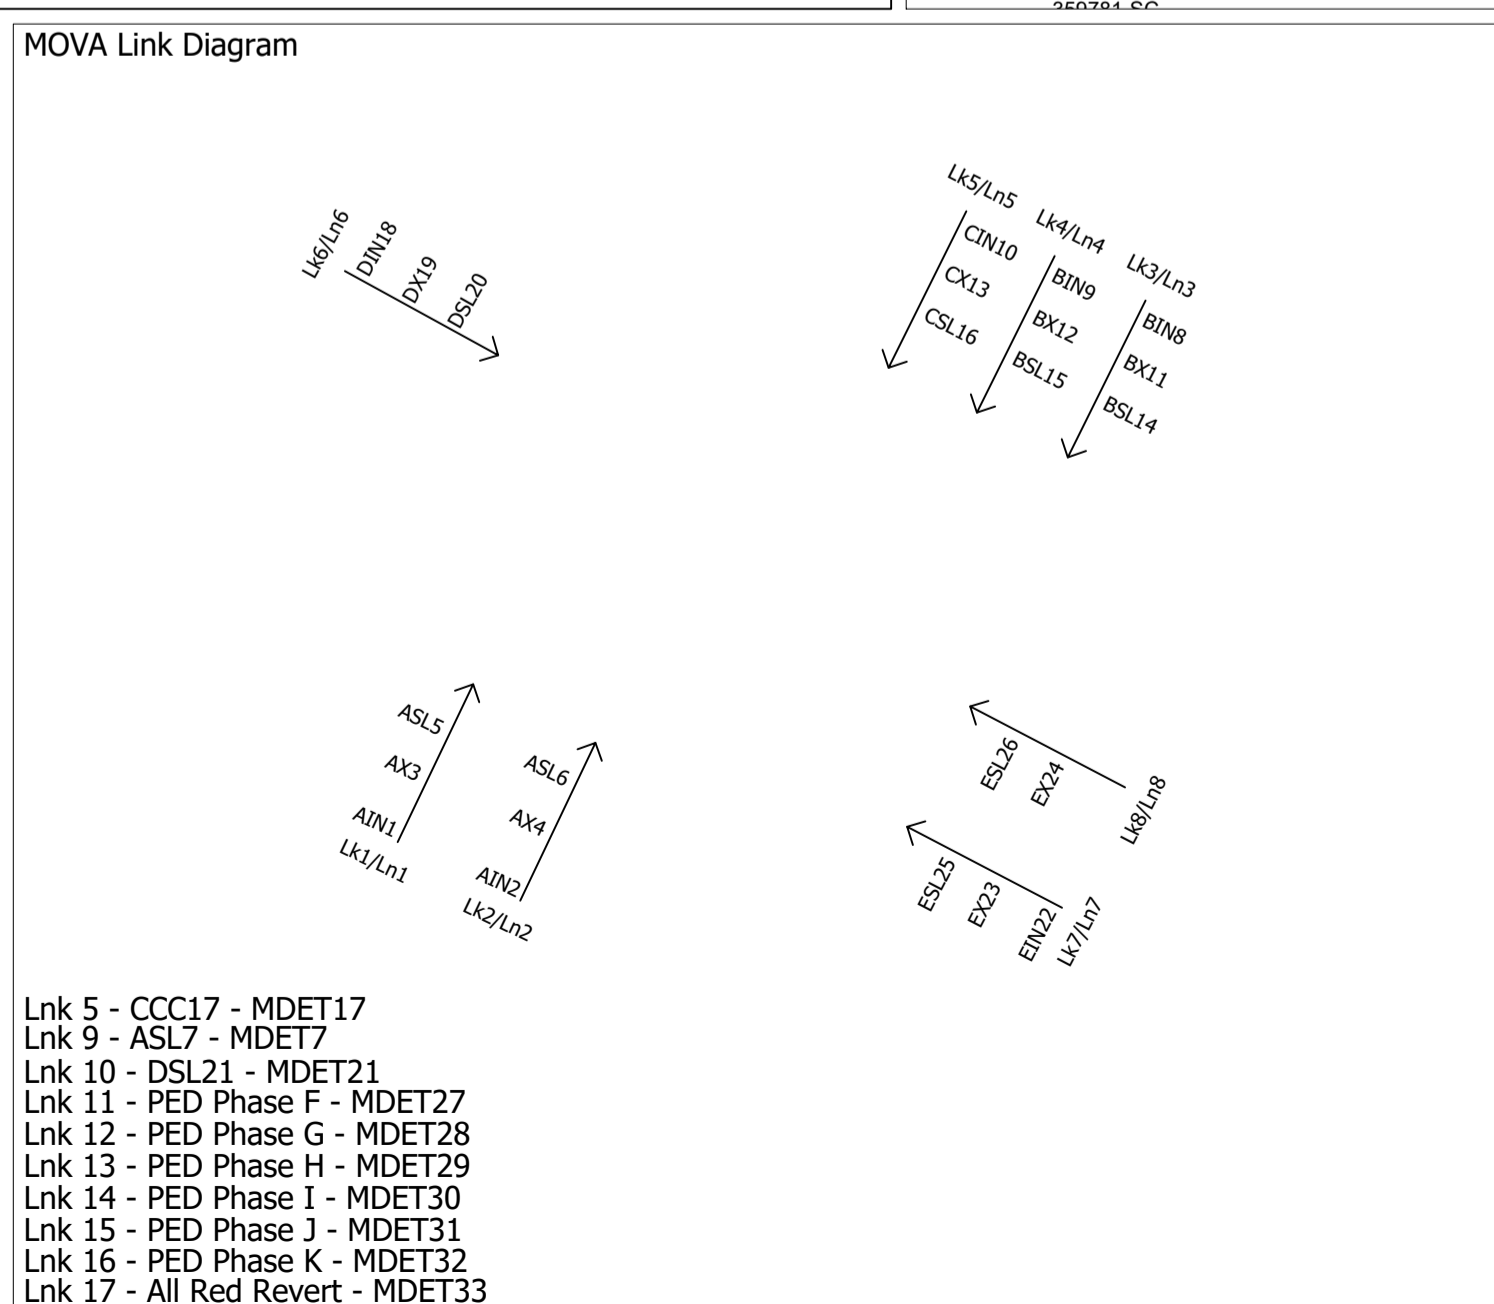 MOVA Link Diagram
Lk6/Ln6
DIN18
DX19
DSL20
Lk5/Ln5
CIN10
CX13
CSL16
Lk4/Ln4
BIN9
BX12
BSL15
Lk3/Ln3
BIN8
BX11
BSL14
ASL5
AX3
AIN1
Lk1/Ln1
ASL6
AX4
AIN2
Lk2/Ln2
ESL26
EX24
Lk8/Ln8
ESL25
EX23
EIN22
Lk7/Ln7
Lnk 5 - CCC17 - MDET17
Lnk 9 - ASL7 - MDET7
Lnk 10 - DSL21 - MDET21
Lnk 11 - PED Phase F - MDET27
Lnk 12 - PED Phase G - MDET28
Lnk 13 - PED Phase H - MDET29
Lnk 14 - PED Phase I - MDET30
Lnk 15 - PED Phase J - MDET31
Lnk 16 - PED Phase K - MDET32
Lnk 17 - All Red Revert - MDET33